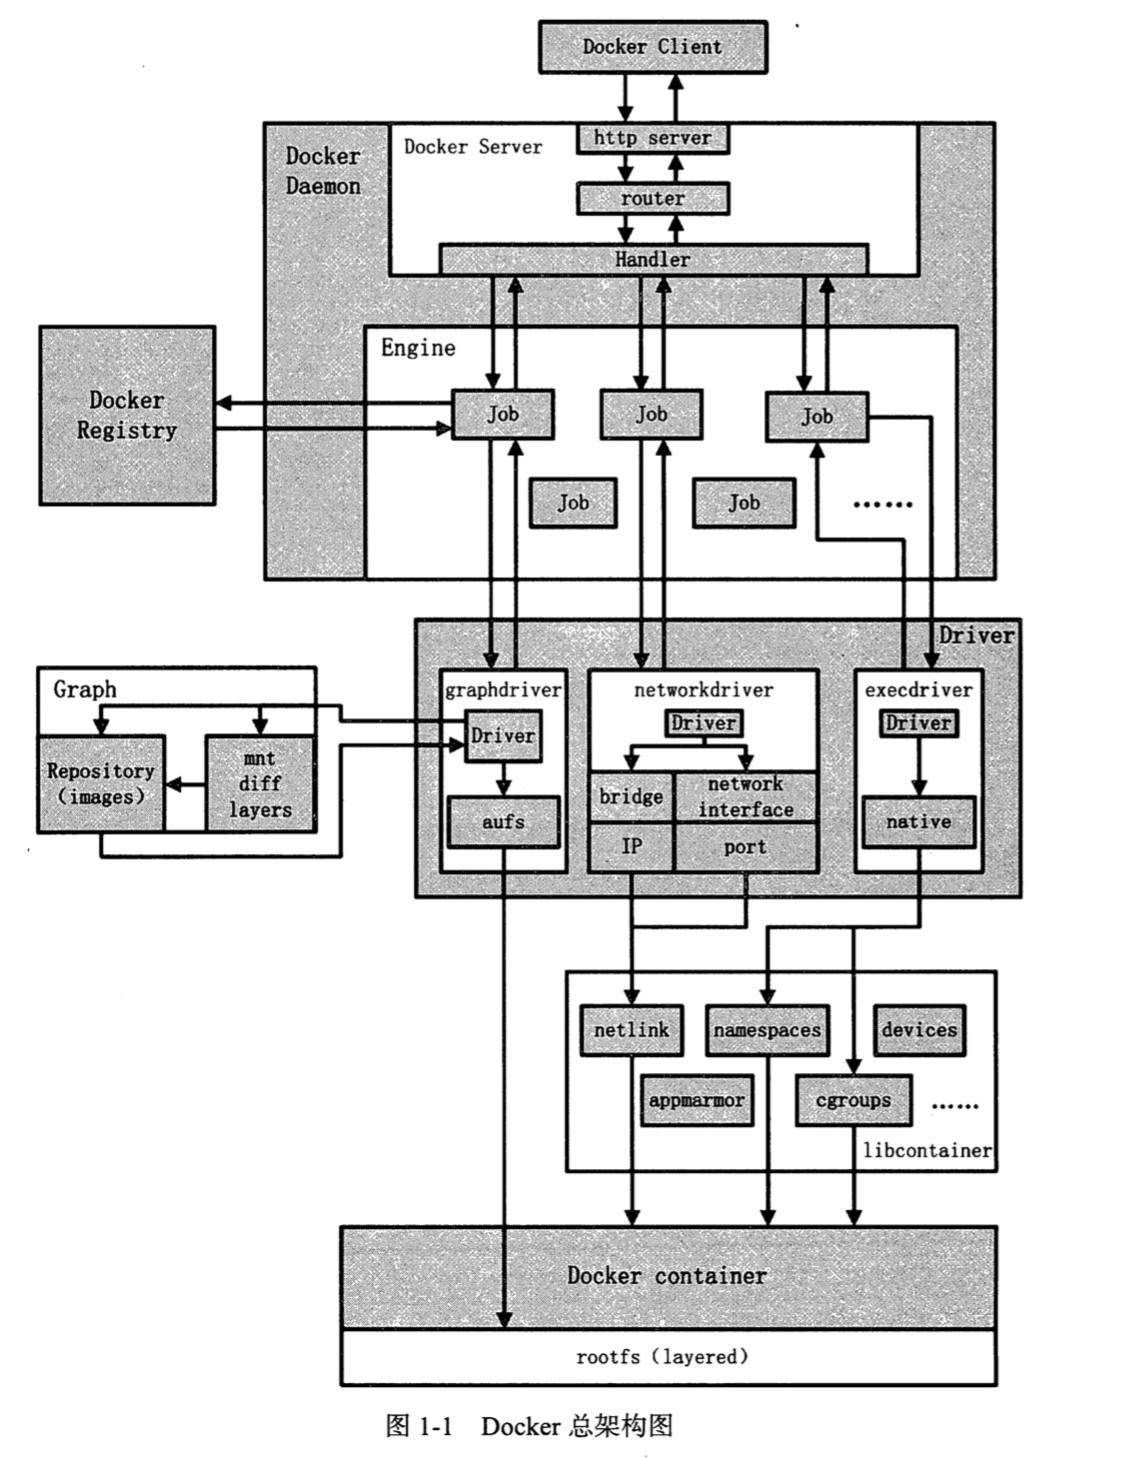 Docker Client
Docker
Daemon
Docker Server
http server
router
Handler
Engine
Docker
Registry
Job
Job
Job
Job
Job
······
Driver
Graph
graphdriver
networkdriver
execdriver
Driver
Driver
Driver
Repository
(images)
mnt
diff
layers
aufs
bridge
network
interface
IP
port
native
netlink
namespaces
devices
appmarmor
cgroups
······
libcontainer
Docker container
rootfs (layered)
图 1-1 Docker 总架构图